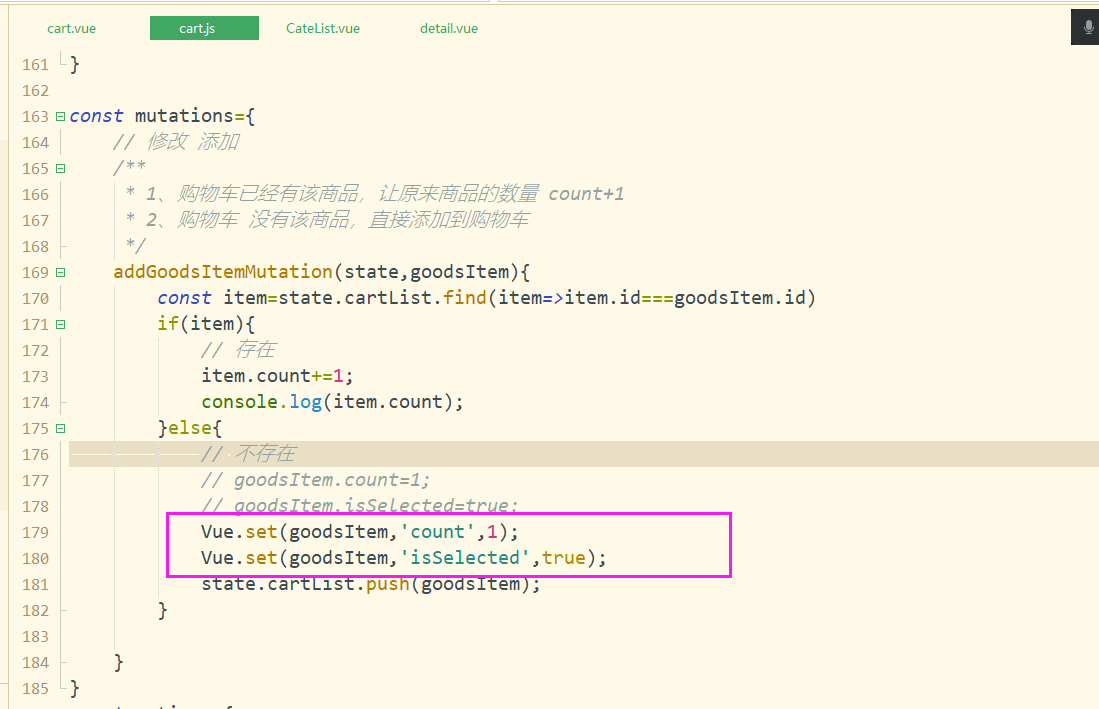 cart.vue cart.js CateList.vue detail.vue
161 }
162
163 const mutations={
164 // 修改 添加
165 /**
166 * 1、购物车已经有该商品，让原来商品的数量 count+1
167 * 2、购物车 没有该商品，直接添加到购物车
168 */
169 addGoodsItemMutation(state,goodsItem){
170 const item=state.cartList.find(item=>item.id===goodsItem.id)
171 if(item){
172 // 存在
173 item.count+=1;
174 console.log(item.count);
175 }else{
176 // 不存在
177 // goodsItem.count=1;
178 // goodsItem.isSelected=true;
179 Vue.set(goodsItem,'count',1);
180 Vue.set(goodsItem,'isSelected',true);
181 state.cartList.push(goodsItem);
182 }
183
184 }
185 }